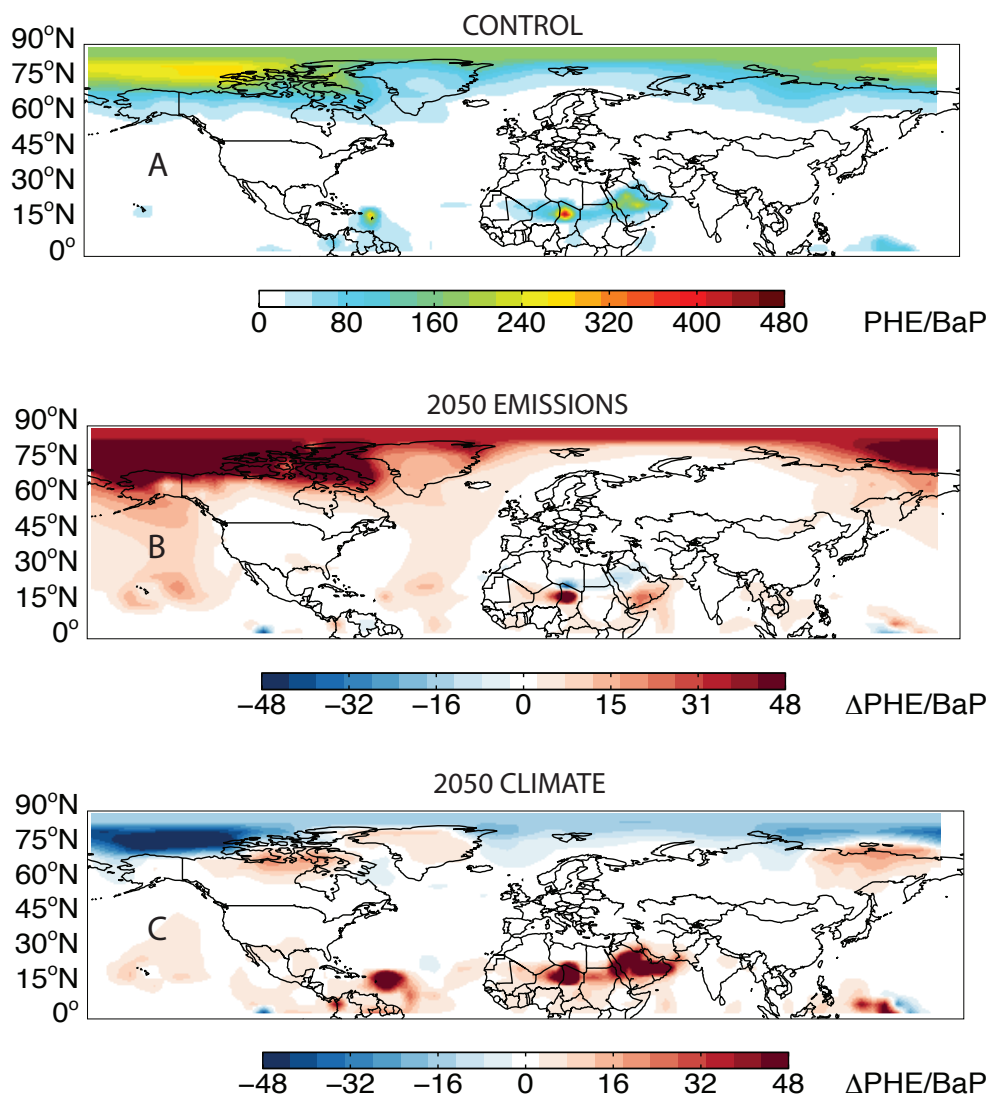 CONTROL
90°N
75°N
60°N
45°N
30°N
15°N
0°
A
0 80 160 240 320 400 480 PHE/BaP
2050 EMISSIONS
90°N
75°N
60°N
45°N
30°N
15°N
0°
B
−48 −32 −16 0 15 31 48 ΔPHE/BaP
2050 CLIMATE
90°N
75°N
60°N
45°N
30°N
15°N
0°
C
−48 −32 −16 0 16 32 48 ΔPHE/BaP